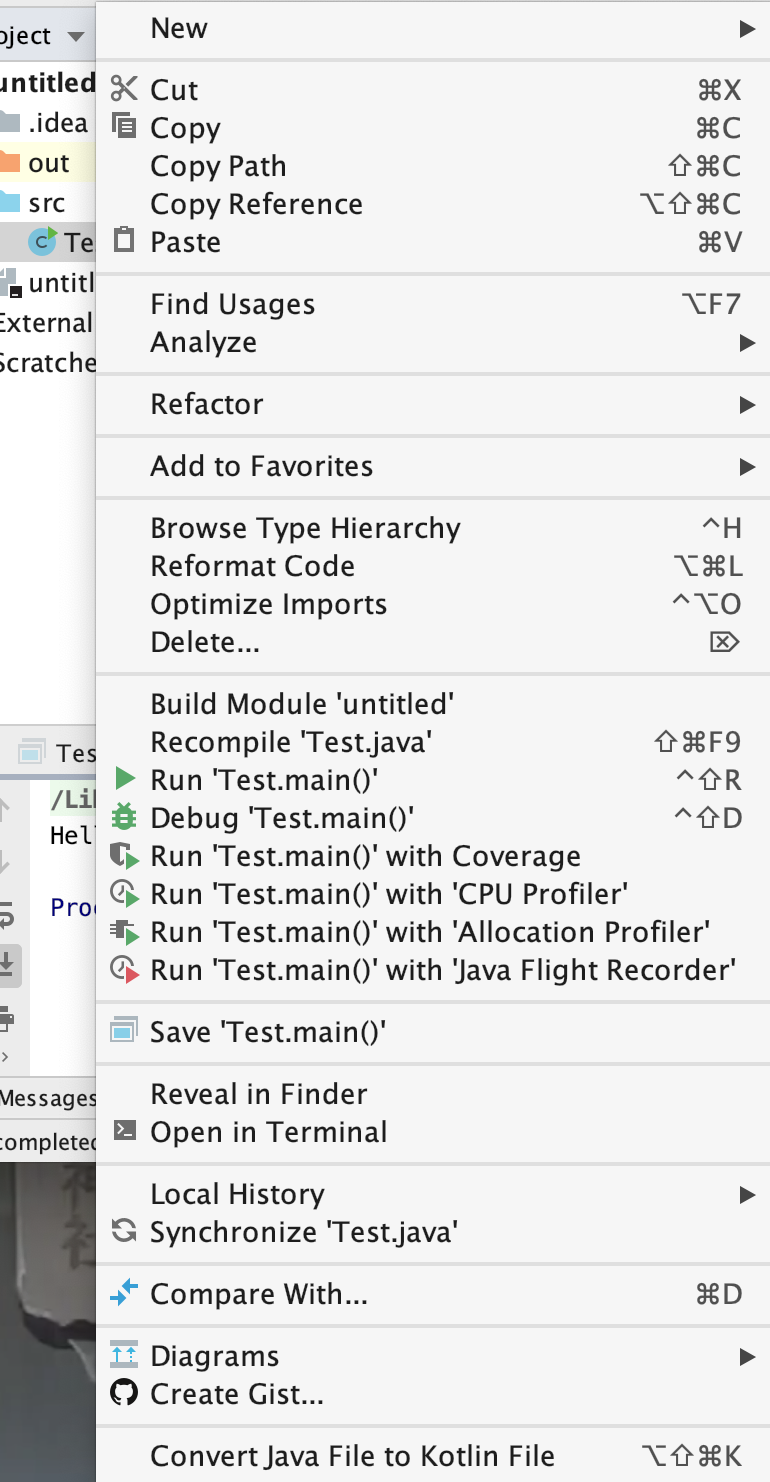 oject
untitled
.idea
out
src
Te
untitl
External
Scratche
New
Cut ⌘X
Copy ⌘C
Copy Path ⇧⌘C
Copy Reference ⌥⇧⌘C
Paste ⌘V
Find Usages ⌥F7
Analyze
Refactor
Add to Favorites
Browse Type Hierarchy ^H
Reformat Code ⌥⌘L
Optimize Imports ^⌥O
Delete... ⌦
Build Module 'untitled'
Recompile 'Test.java' ⇧⌘F9
Run 'Test.main()' ^⇧R
Debug 'Test.main()' ^⇧D
Run 'Test.main()' with Coverage
Run 'Test.main()' with 'CPU Profiler'
Run 'Test.main()' with 'Allocation Profiler'
Run 'Test.main()' with 'Java Flight Recorder'
Save 'Test.main()'
Reveal in Finder
Open in Terminal
Local History
Synchronize 'Test.java'
Compare With... ⌘D
Diagrams
Create Gist...
Convert Java File to Kotlin File ⌥⇧⌘K
Tes
/Lib
Hell
Proc
Messages
completed
社